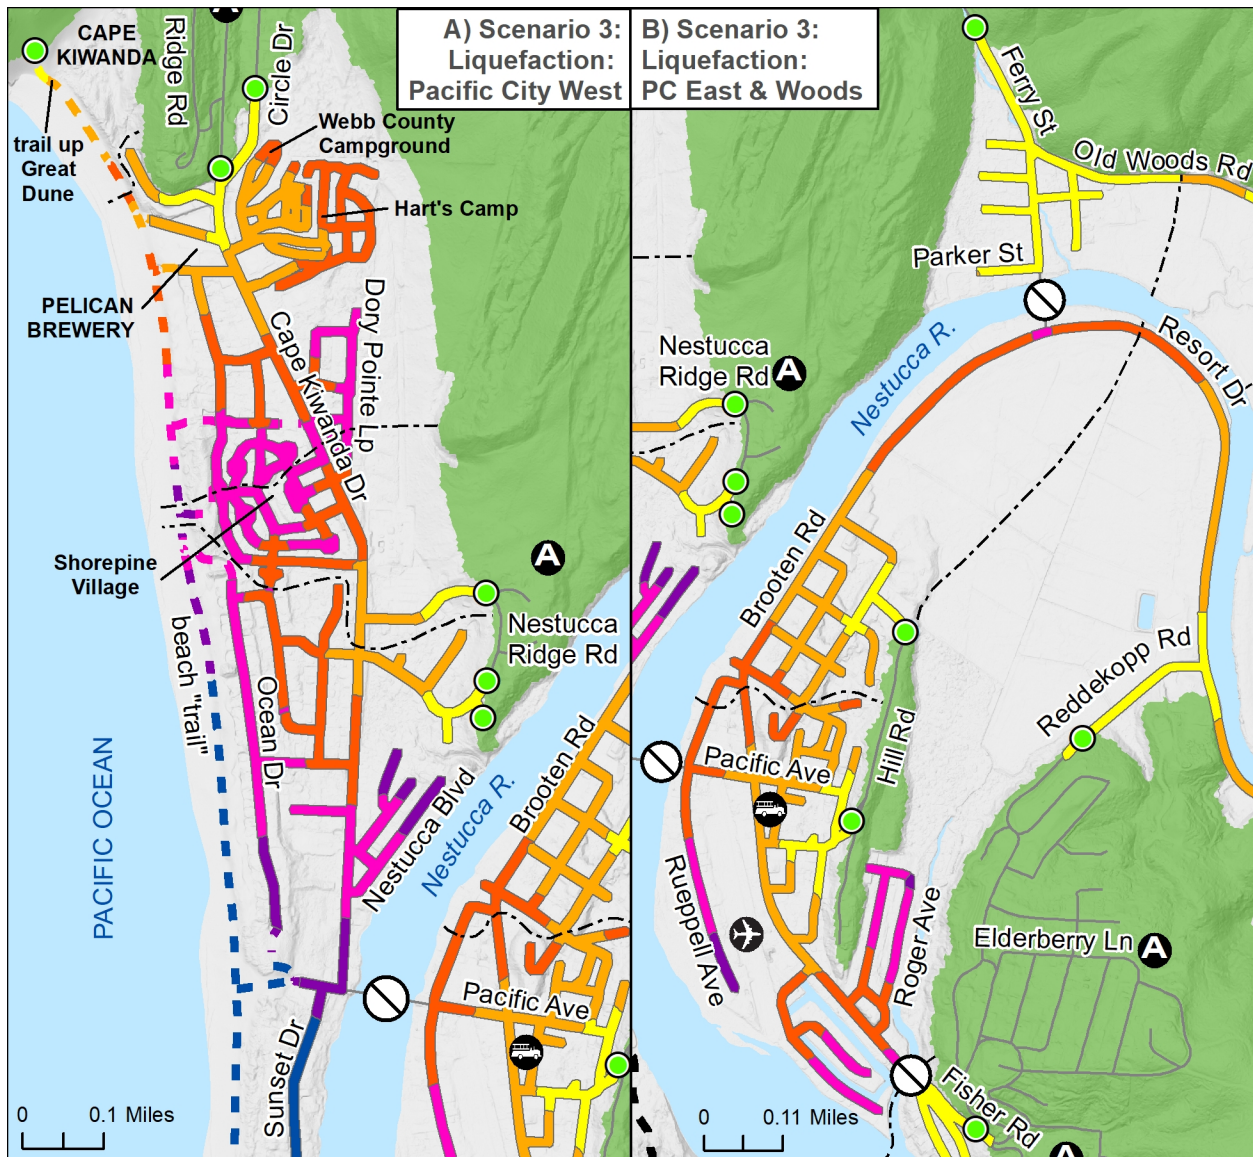 A) Scenario 3:
Liquefaction:
Pacific City West
B) Scenario 3:
Liquefaction:
PC East & Woods
CAPE
KIWANDA
Ridge Rd
Circle Dr
A
trail up
Great
Dune
Webb County
Campground
Hart's Camp
PELICAN
BREWERY
Dory Pointe Lp
Cape Kiwanda Dr
Shorepine
Village
A
Nestucca
Ridge Rd
beach "trail"
Ocean Dr
PACIFIC OCEAN
Nestucca Blvd
Nestucca R.
Brooten Rd
Pacific Ave
Sunset Dr
0 0.1 Miles
Ferry St
Old Woods Rd
Parker St
Nestucca
Ridge Rd
A
Nestucca R.
Resort Dr
Brooten Rd
Reddekopp Rd
Hill Rd
Pacific Ave
Rueppell Ave
Roger Ave
Elderberry Ln
A
Fisher Rd
A
0 0.11 Miles